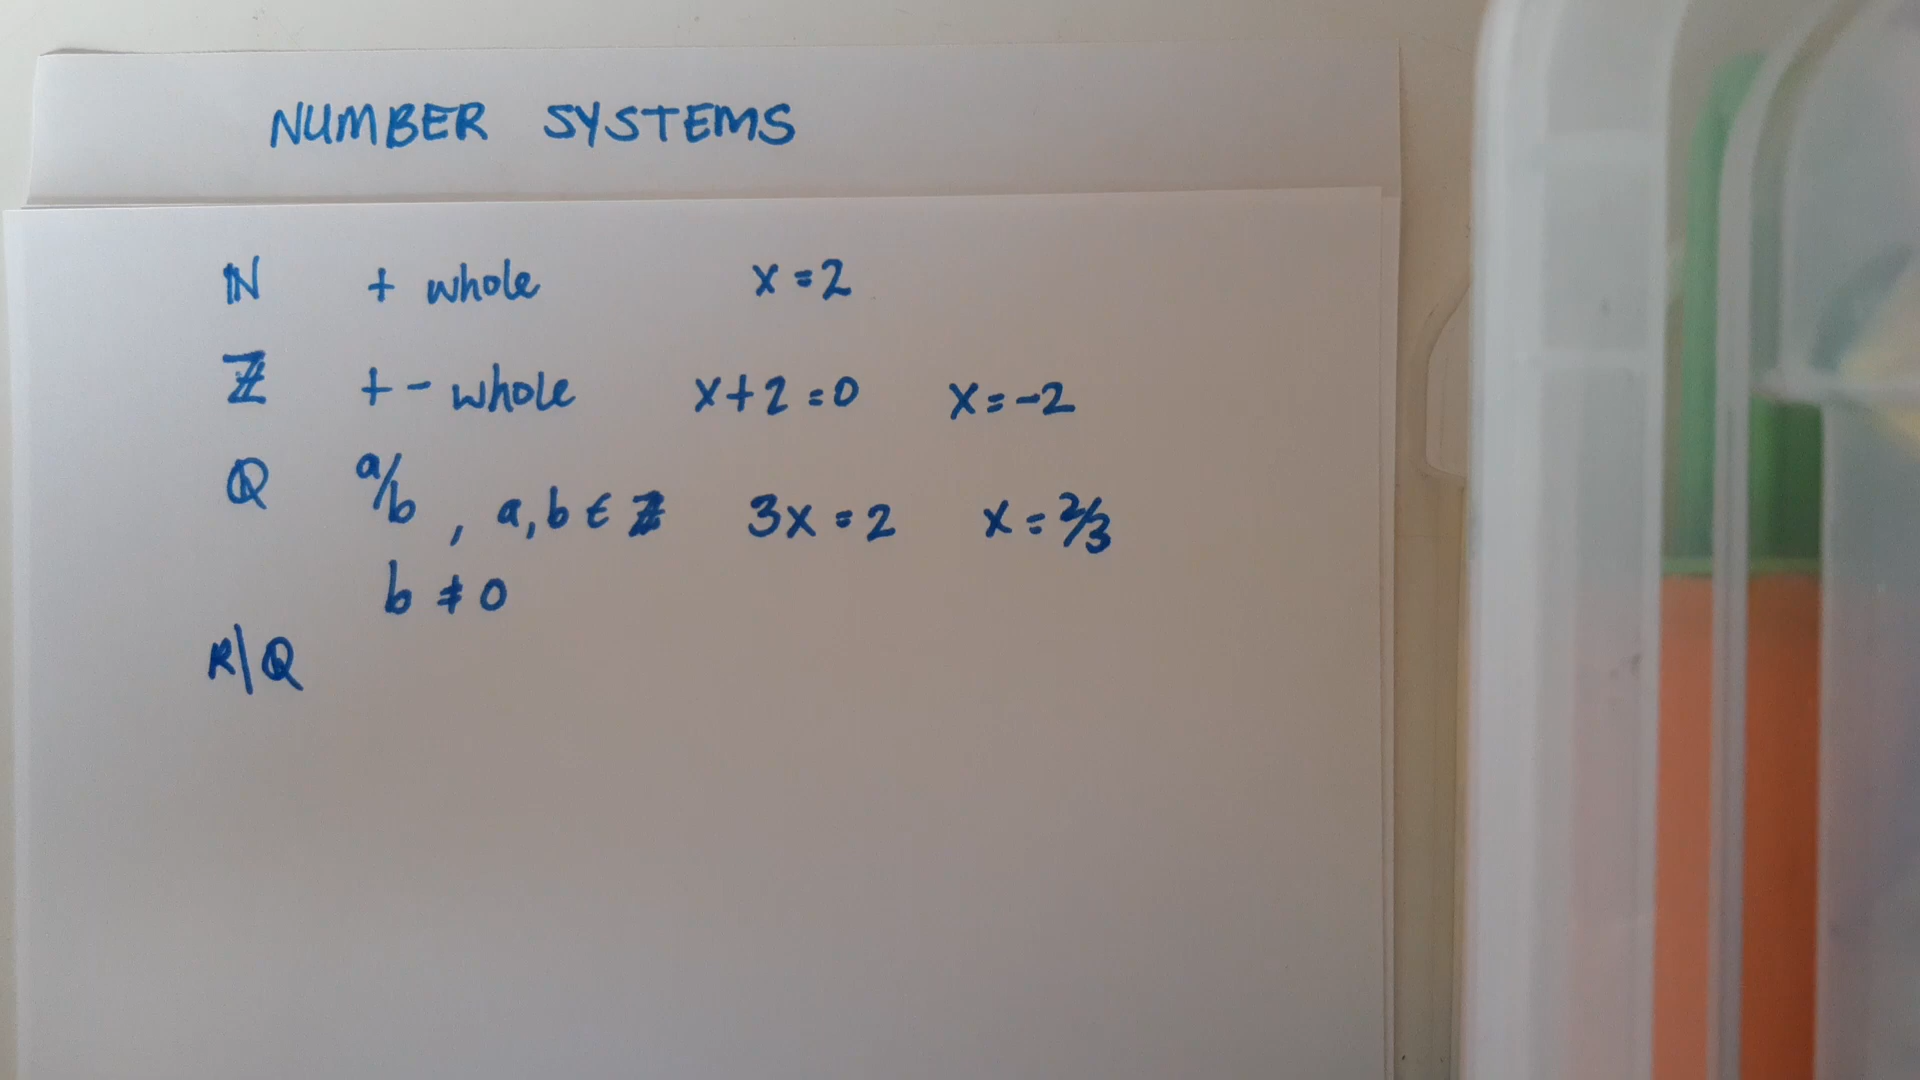 NUMBER SYSTEMS
ℕ + whole x = 2
ℤ + - whole x + 2 = 0 x = -2
ℚ a/b , a, b ∈ ℤ 3x = 2 x = 2/3
b ≠ 0
R|Q